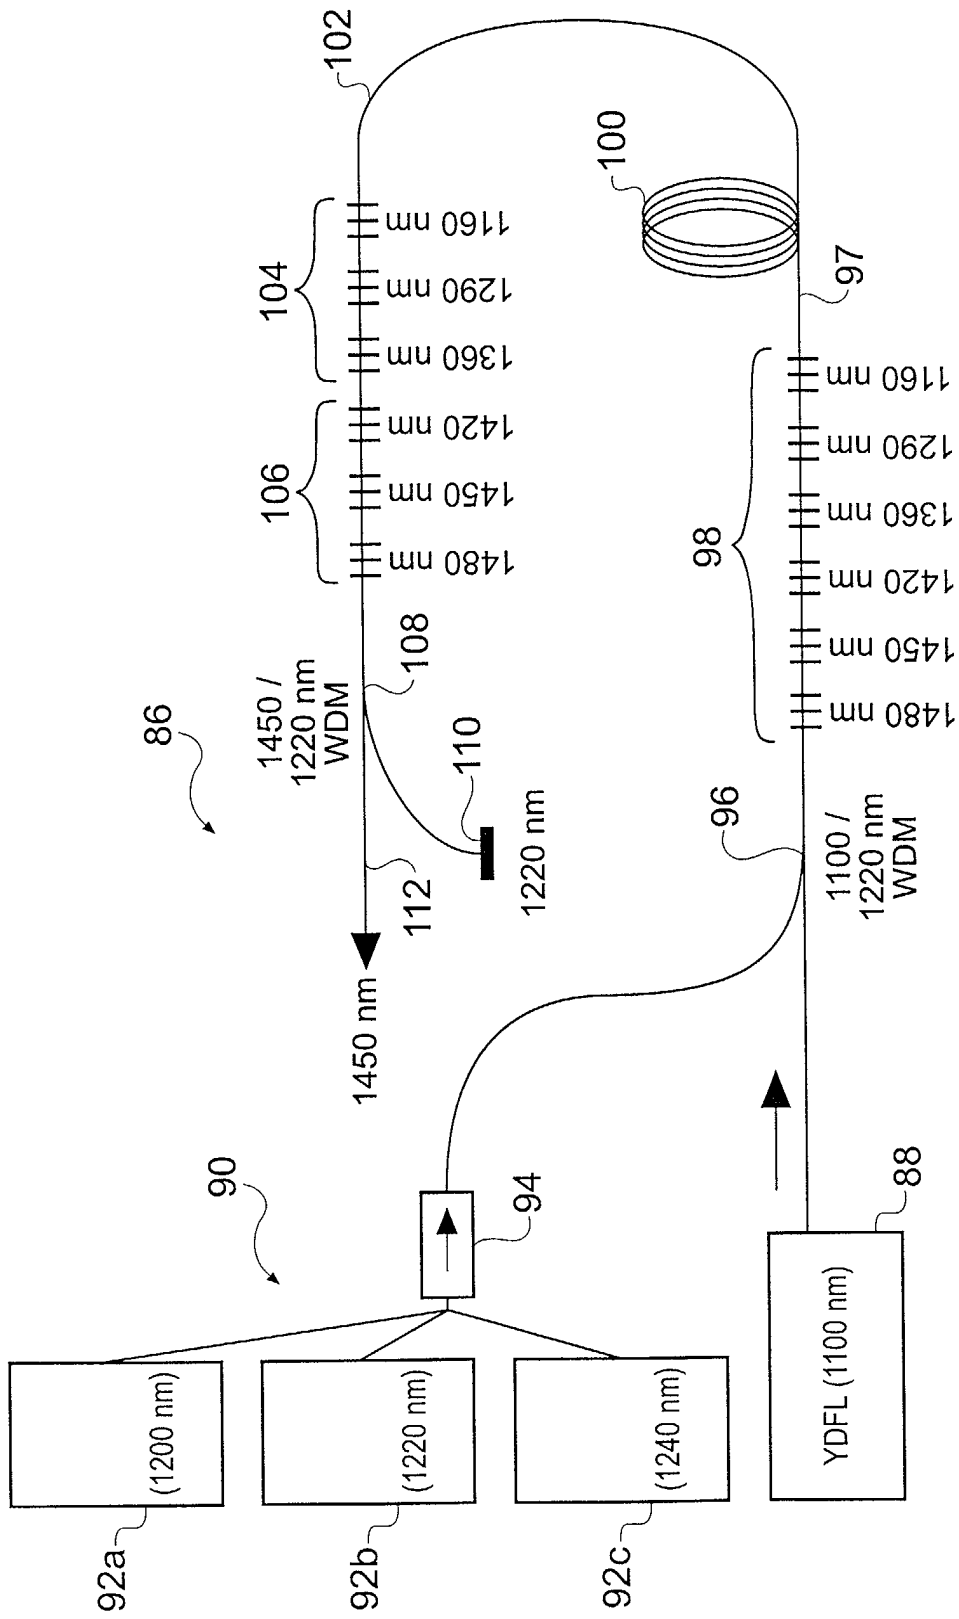 86
90
92a
(1200 nm)
92b
(1220 nm)
92c
(1240 nm)
94
YDFL (1100 nm)
88
1450 nm
112
110
1220 nm
1450 /
1220 nm
WDM
108
106
1480 nm
1450 nm
1420 nm
104
1360 nm
1290 nm
1160 nm
102
96
1100 /
1220 nm
WDM
98
1480 nm
1450 nm
1420 nm
1360 nm
1290 nm
1160 nm
97
100